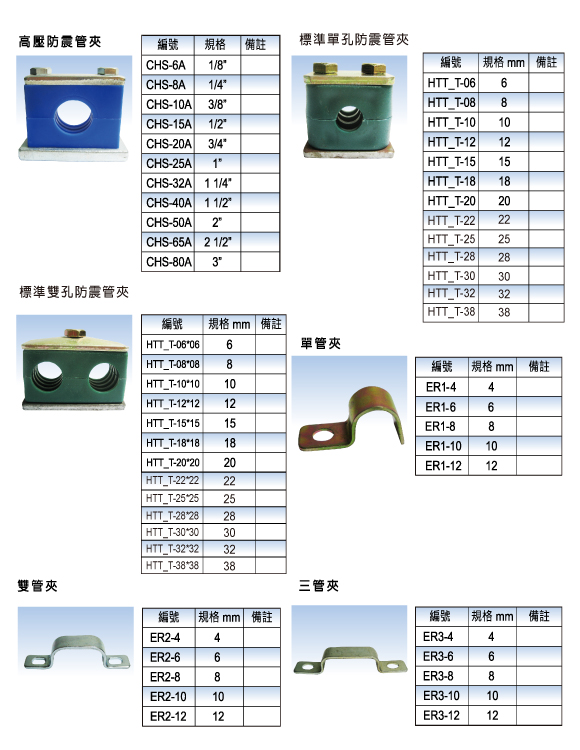 高壓防震管夾
編號 規格 備註
CHS-6A 1/8"
CHS-8A 1/4"
CHS-10A 3/8"
CHS-15A 1/2"
CHS-20A 3/4"
CHS-25A 1"
CHS-32A 1 1/4"
CHS-40A 1 1/2"
CHS-50A 2"
CHS-65A 2 1/2"
CHS-80A 3"
標準單孔防震管夾
編號 規格 mm 備註
HTT_T-06 6
HTT_T-08 8
HTT_T-10 10
HTT_T-12 12
HTT_T-15 15
HTT_T-18 18
HTT_T-20 20
HTT_T-22 22
HTT_T-25 25
HTT_T-28 28
HTT_T-30 30
HTT_T-32 32
HTT_T-38 38
標準雙孔防震管夾
編號 規格 mm 備註
HTT_T-06*06 6
HTT_T-08*08 8
HTT_T-10*10 10
HTT_T-12*12 12
HTT_T-15*15 15
HTT_T-18*18 18
HTT_T-20*20 20
HTT_T-22*22 22
HTT_T-25*25 25
HTT_T-28*28 28
HTT_T-30*30 30
HTT_T-32*32 32
HTT_T-38*38 38
單管夾
編號 規格 mm 備註
ER1-4 4
ER1-6 6
ER1-8 8
ER1-10 10
ER1-12 12
雙管夾
編號 規格 mm 備註
ER2-4 4
ER2-6 6
ER2-8 8
ER2-10 10
ER2-12 12
三管夾
編號 規格 mm 備註
ER3-4 4
ER3-6 6
ER3-8 8
ER3-10 10
ER3-12 12